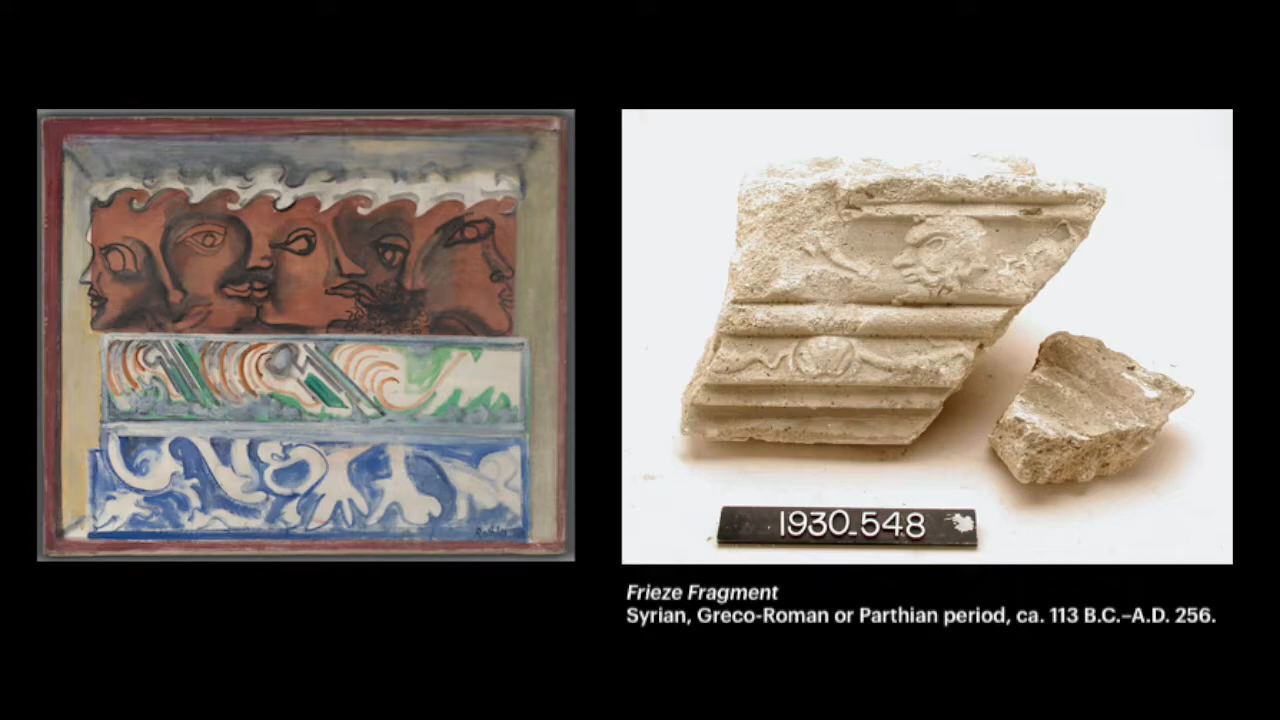 1930.548
Frieze Fragment
Syrian, Greco-Roman or Parthian period, ca. 113 B.C.–A.D. 256.